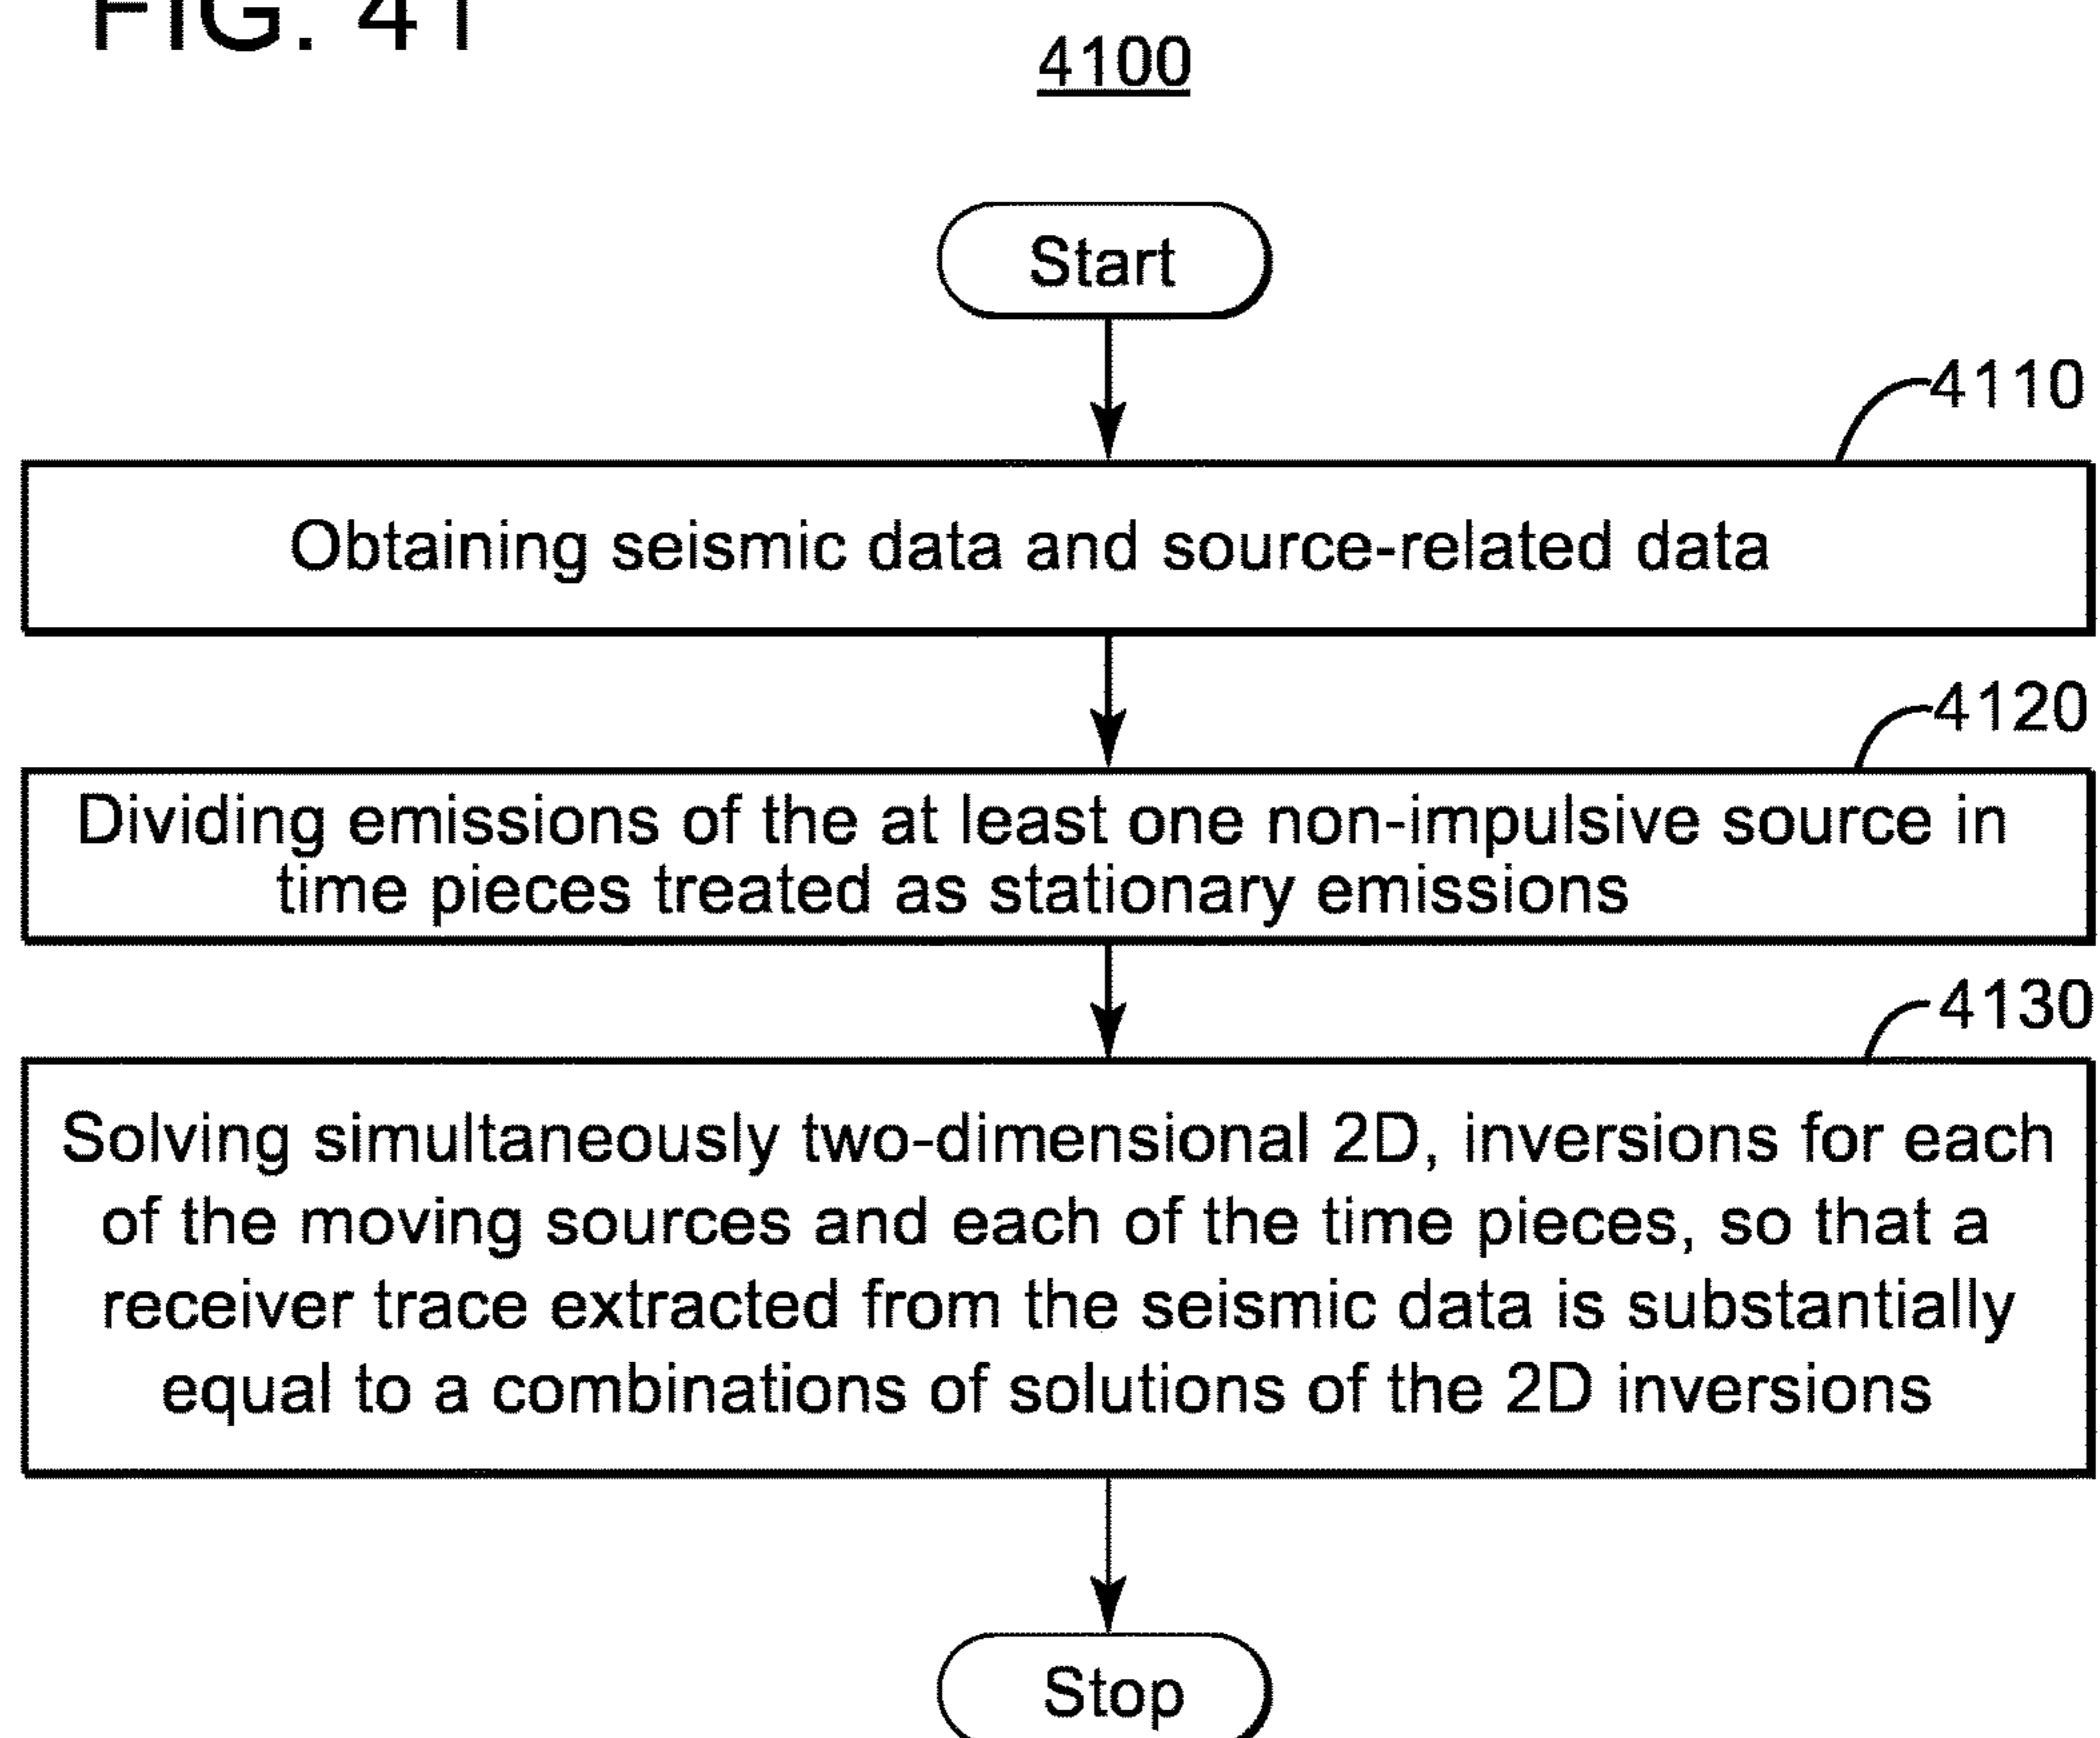 FIG. 41
4100
Start
4110
Obtaining seismic data and source-related data
4120
Dividing emissions of the at least one non-impulsive source in
time pieces treated as stationary emissions
4130
Solving simultaneously two-dimensional 2D, inversions for each
of the moving sources and each of the time pieces, so that a
receiver trace extracted from the seismic data is substantially
equal to a combinations of solutions of the 2D inversions
Stop